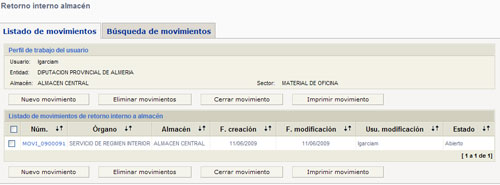 Retorno interno almacén
Listado de movimientos Búsqueda de movimientos
Perfil de trabajo del usuario
Usuario: lgarciam
Entidad: DIPUTACION PROVINCIAL DE ALMERIA
Almacén: ALMACEN CENTRAL Sector: MATERIAL DE OFICINA
Nuevo movimiento Eliminar movimientos Cerrar movimiento Imprimir movimiento
Listado de movimientos de retorno interno a almacén
Núm. Órgano Almacén F. creación F. modificación Usu. modificación Estado
MOVI_0900091 SERVICIO DE REGIMEN INTERIOR ALMACEN CENTRAL 11/06/2009 11/06/2009 lgarciam Abierto
[ 1 a 1 de 1]
Nuevo movimiento Eliminar movimientos Cerrar movimiento Imprimir movimiento